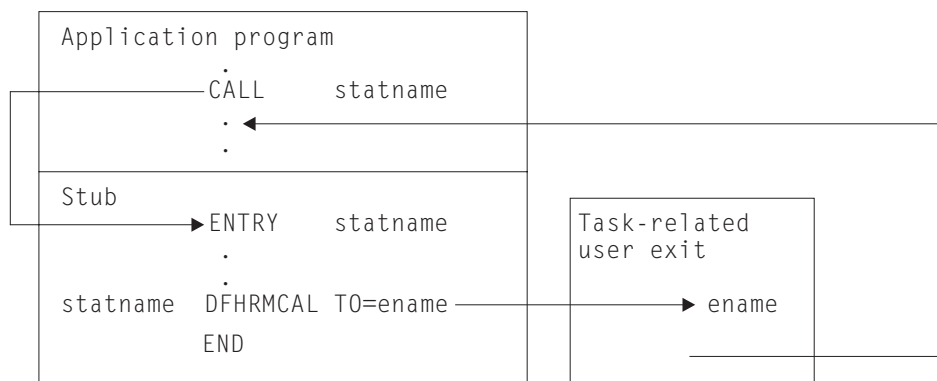 Application program
.
CALL statname
.
.
Stub
ENTRY statname
.
.
statname DFHRMCAL TO=ename
END
Task-related
user exit
ename